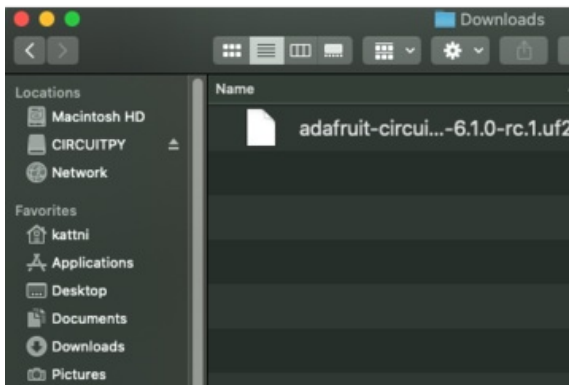 Downloads
Locations
Macintosh HD
CIRCUITPY
Network
Favorites
kattni
Applications
Desktop
Documents
Downloads
Pictures
Name
adafruit-circui...-6.1.0-rc.1.uf2